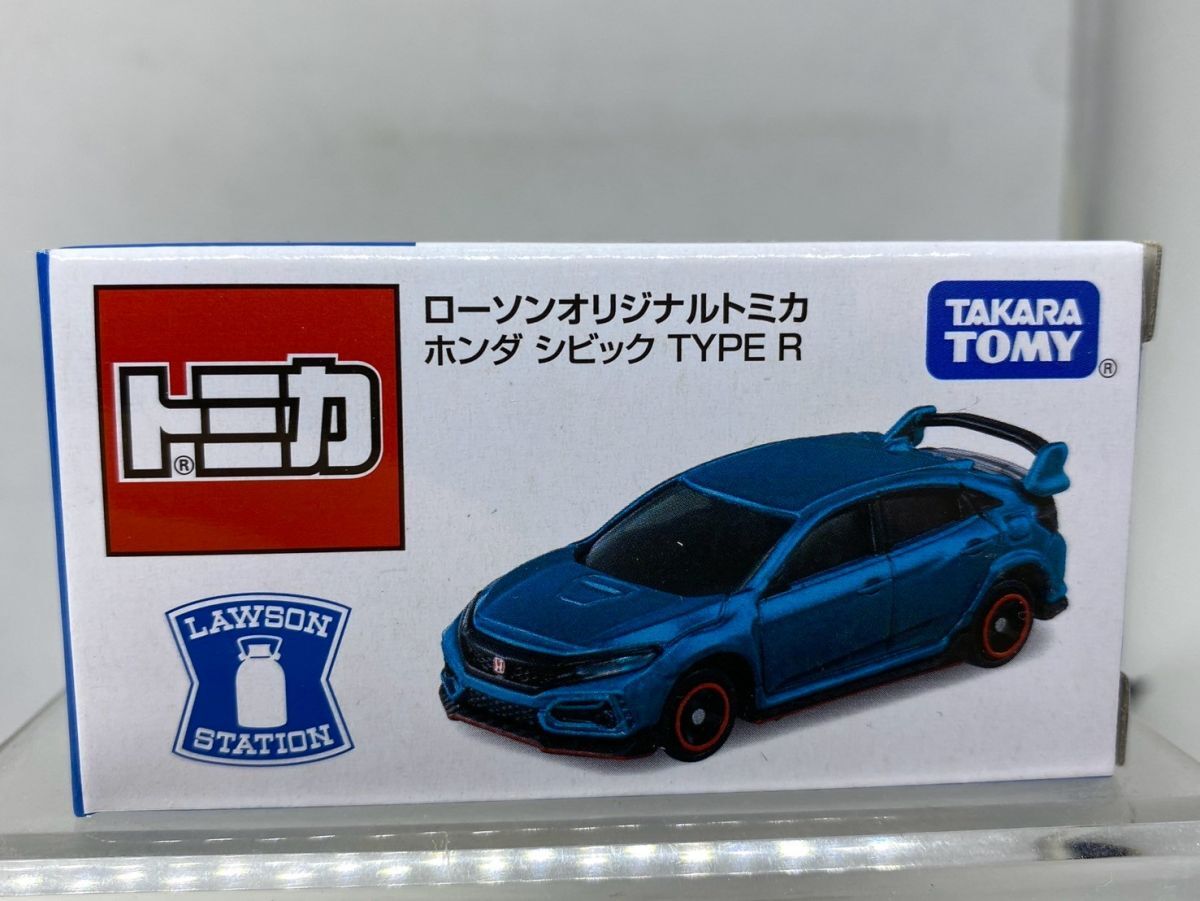 トミカ®
ローソンオリジナルトミカ
ホンダ シビック TYPE R
TAKARA
TOMY®
LAWSON
STATION